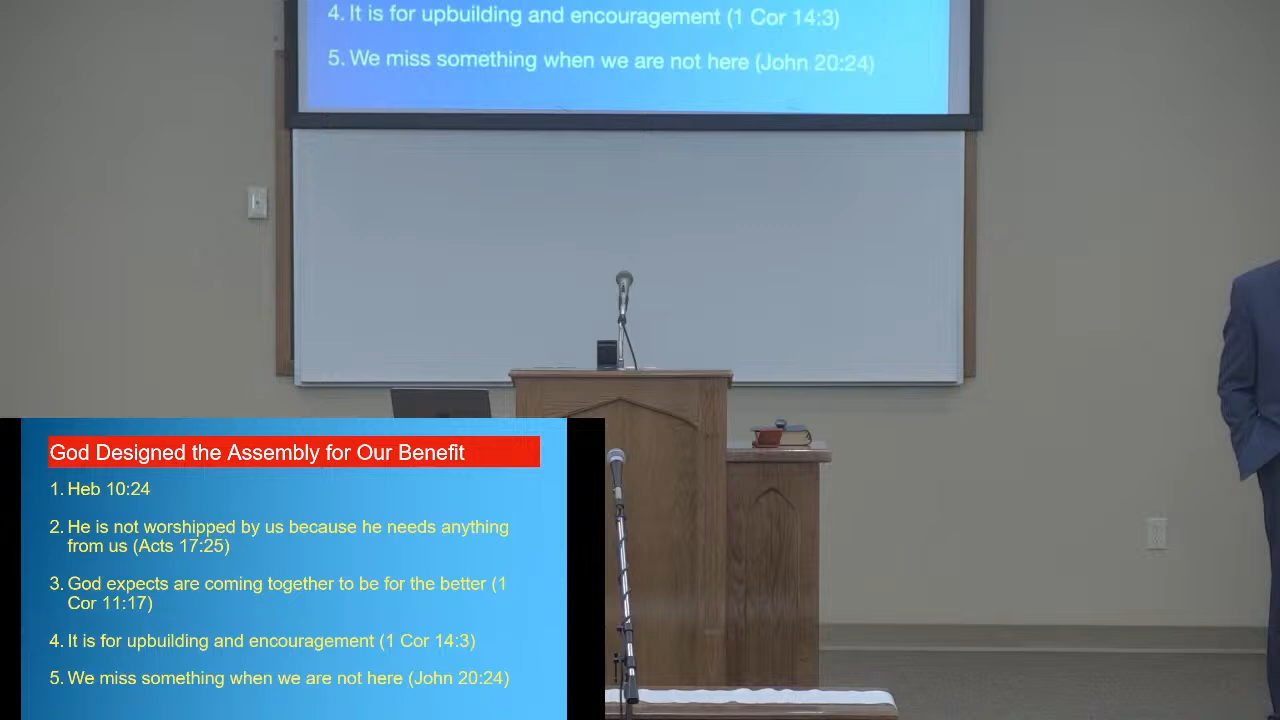 4. It is for upbuilding and encouragement (1 Cor 14:3)
5. We miss something when we are not here (John 20:24)
God Designed the Assembly for Our Benefit
1. Heb 10:24
2. He is not worshipped by us because he needs anything
from us (Acts 17:25)
3. God expects are coming together to be for the better (1
Cor 11:17)
4. It is for upbuilding and encouragement (1 Cor 14:3)
5. We miss something when we are not here (John 20:24)